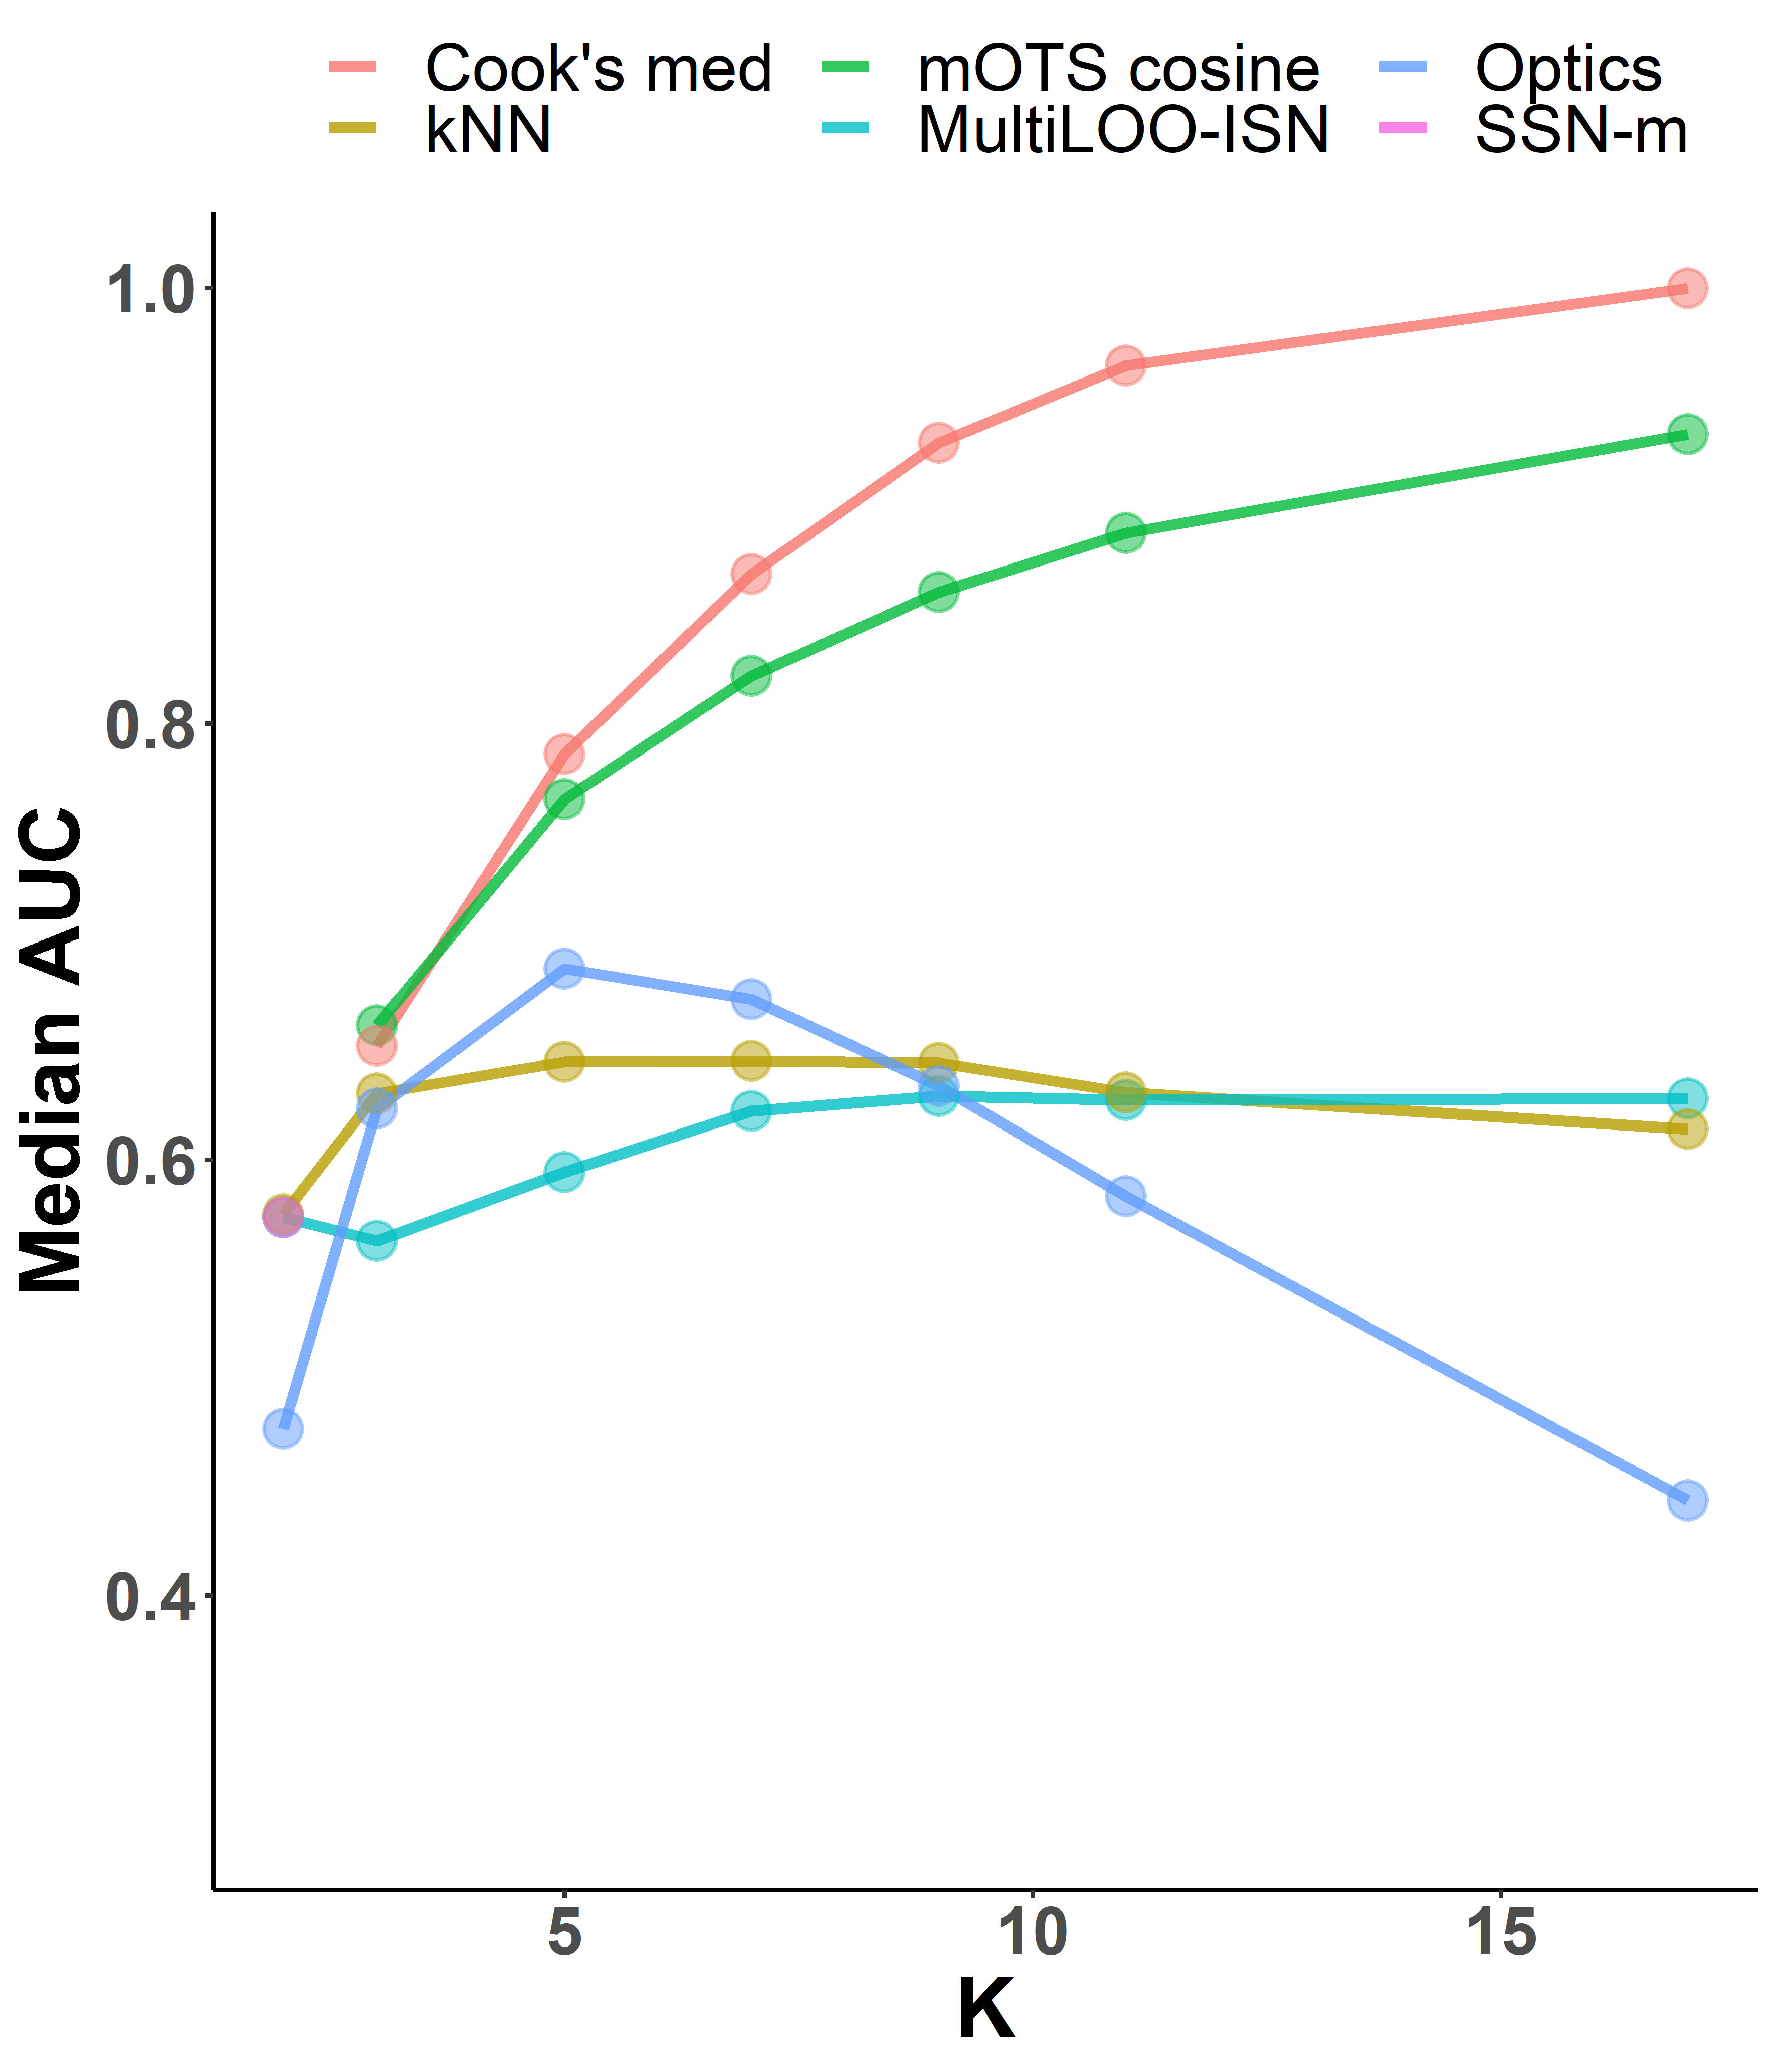 Cook's med mOTS cosine Optics
kNN MultiLOO-ISN SSN-m
1.0
0.8
0.6
0.4
Median AUC
5 10 15
K